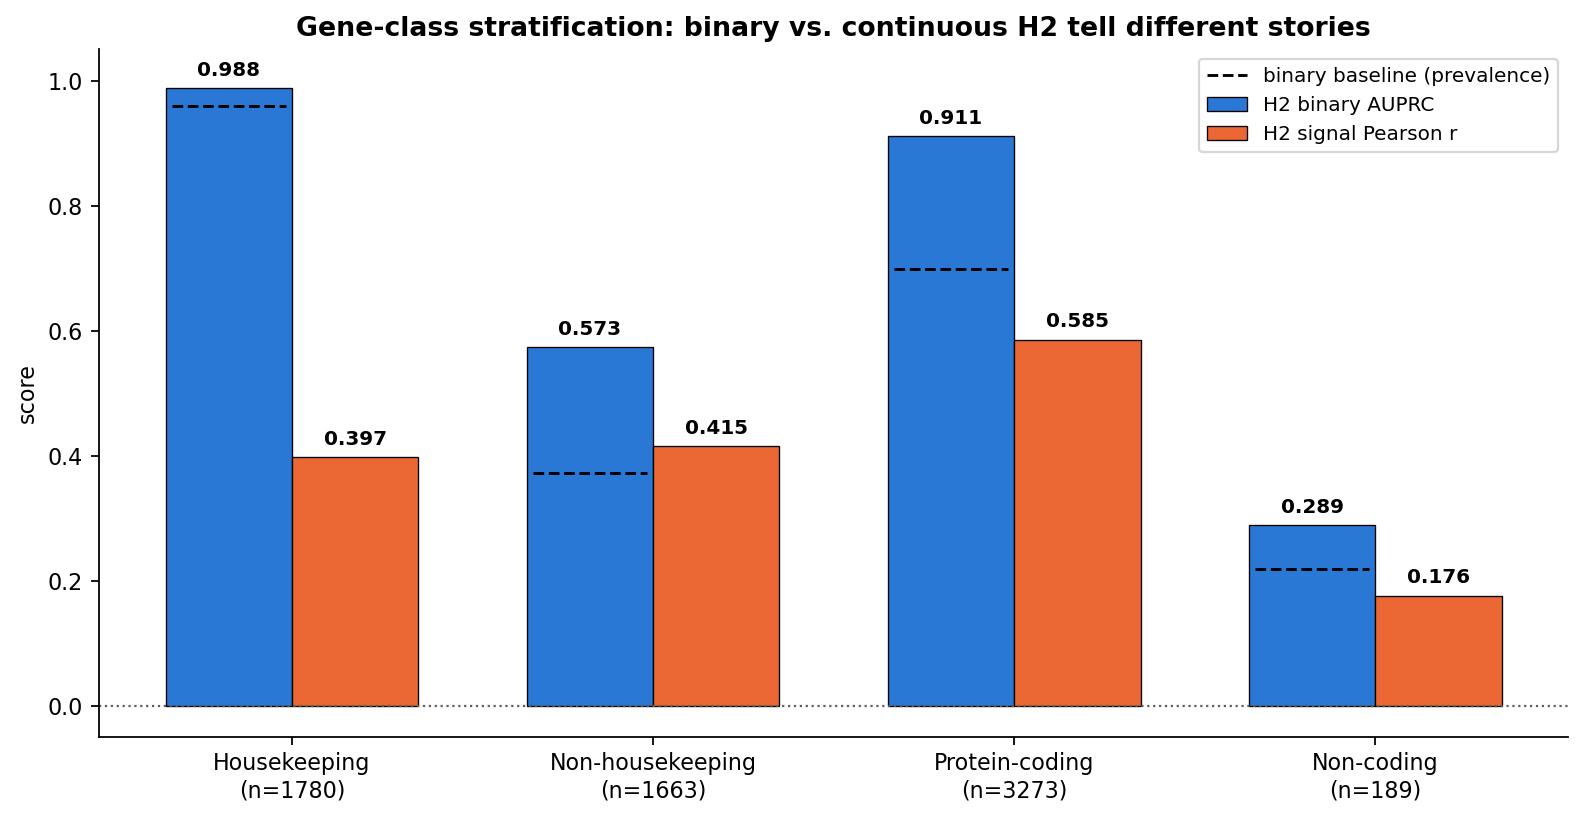 Gene-class stratification: binary vs. continuous H2 tell different stories
binary baseline (prevalence)
H2 binary AUPRC
H2 signal Pearson r
score
1.0
0.8
0.6
0.4
0.2
0.0
0.988
0.397
0.573
0.415
0.911
0.585
0.289
0.176
Housekeeping
(n=1780)
Non-housekeeping
(n=1663)
Protein-coding
(n=3273)
Non-coding
(n=189)